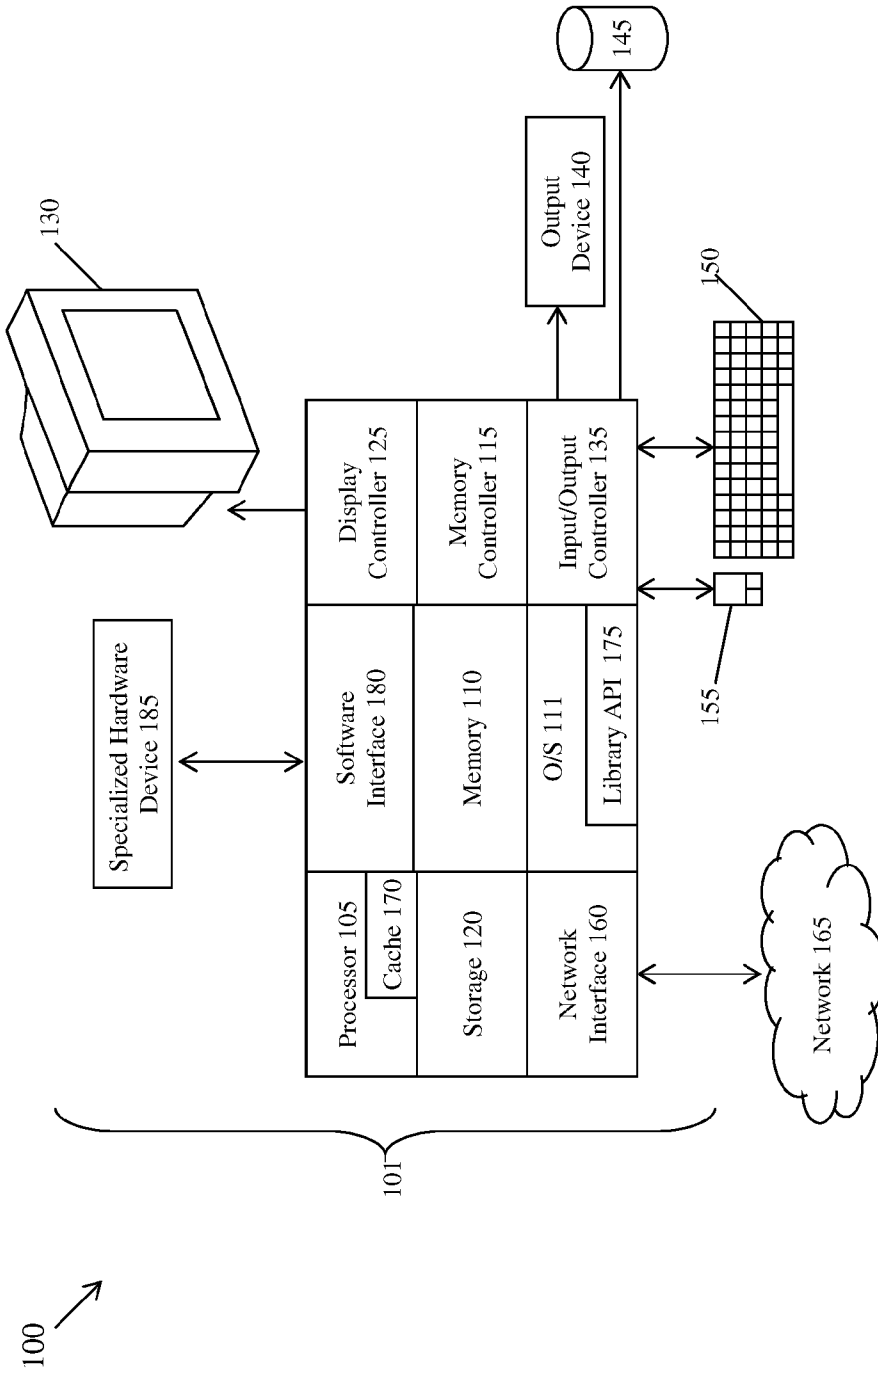 100
101
Specialized Hardware
Device 185
130
Processor 105
Cache 170
Software
Interface 180
Display
Controller 125
Storage 120
Memory 110
Memory
Controller 115
Network
Interface 160
O/S 111
Library API 175
Input/Output
Controller 135
Output
Device 140
145
Network 165
155
150